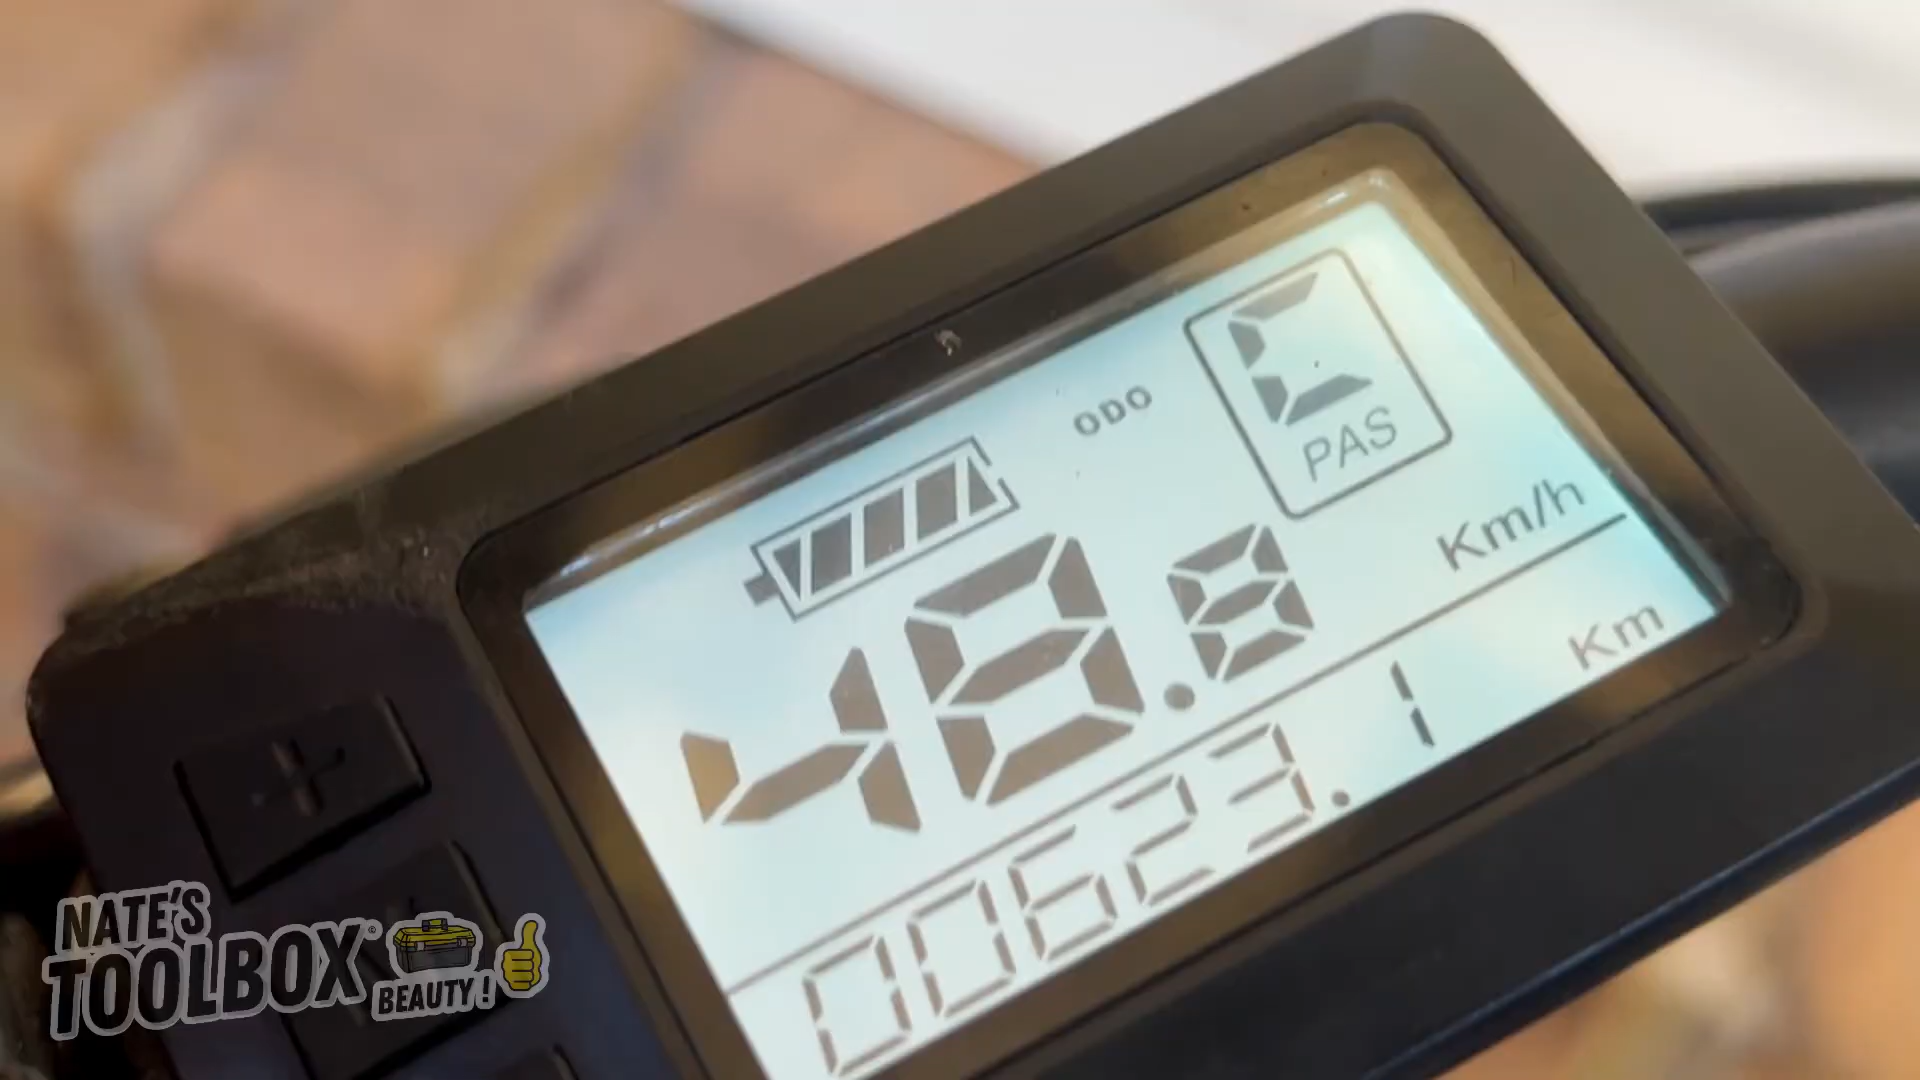 ODO
C
PAS
48.8 Km/h
00623.1 Km
+
NATE'S
TOOLBOX©
BEAUTY!